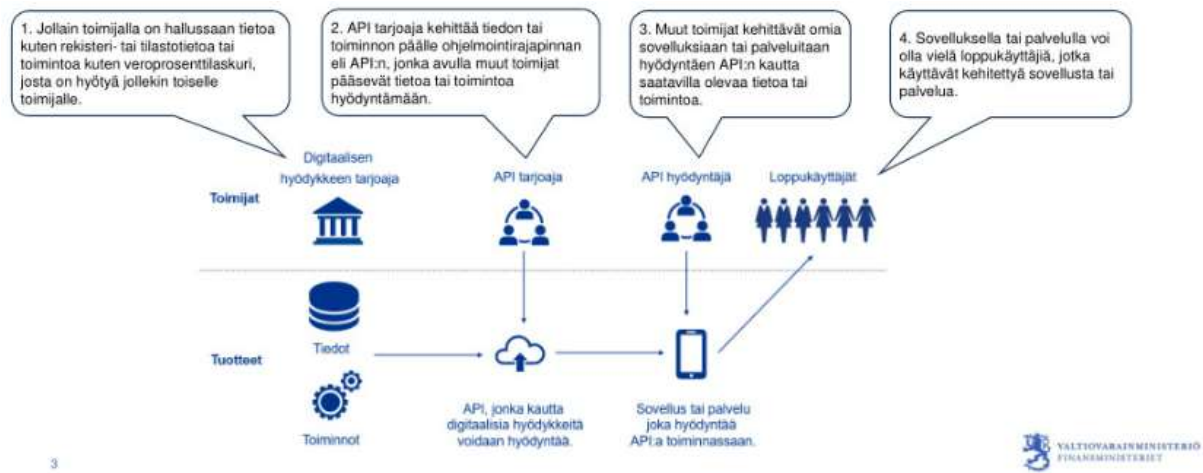 1. Jollain toimijalla on hallussaan tietoa
kuten rekisteri- tai tilastotietoa tai
toimintoa kuten veroprosenttilaskuri,
josta on hyötyä jollekin toiselle
toimijalle.
2. API tarjoaja kehittää tiedon tai
toiminnon päälle ohjelmointirajapinnan
eli API:n, jonka avulla muut toimijat
pääsevät tietoa tai toimintoa
hyödyntämään.
3. Muut toimijat kehittävät omia
sovelluksiaan tai palveluitaan
hyödyntäen API:n kautta
saatavilla olevaa tietoa tai
toimintoa.
4. Sovelluksella tai palvelulla voi
olla vielä loppukäyttäjiä, jotka
käyttävät kehitettyä sovellusta tai
palvelua.
Digitaalisen
hyödykkeen tarjoaja
API tarjoaja
API hyödyntäjä
Loppukäyttäjät
Toimijat
Tuotteet
Tiedot
Toiminnot
API, jonka kautta
digitaalisia hyödykkeitä
voidaan hyödyntää.
Sovellus tai palvelu
joka hyödyntää
API:a toiminnassaan.
3
VALTIOVARAINMINISTERIÖ
FINANSMINISTERIET